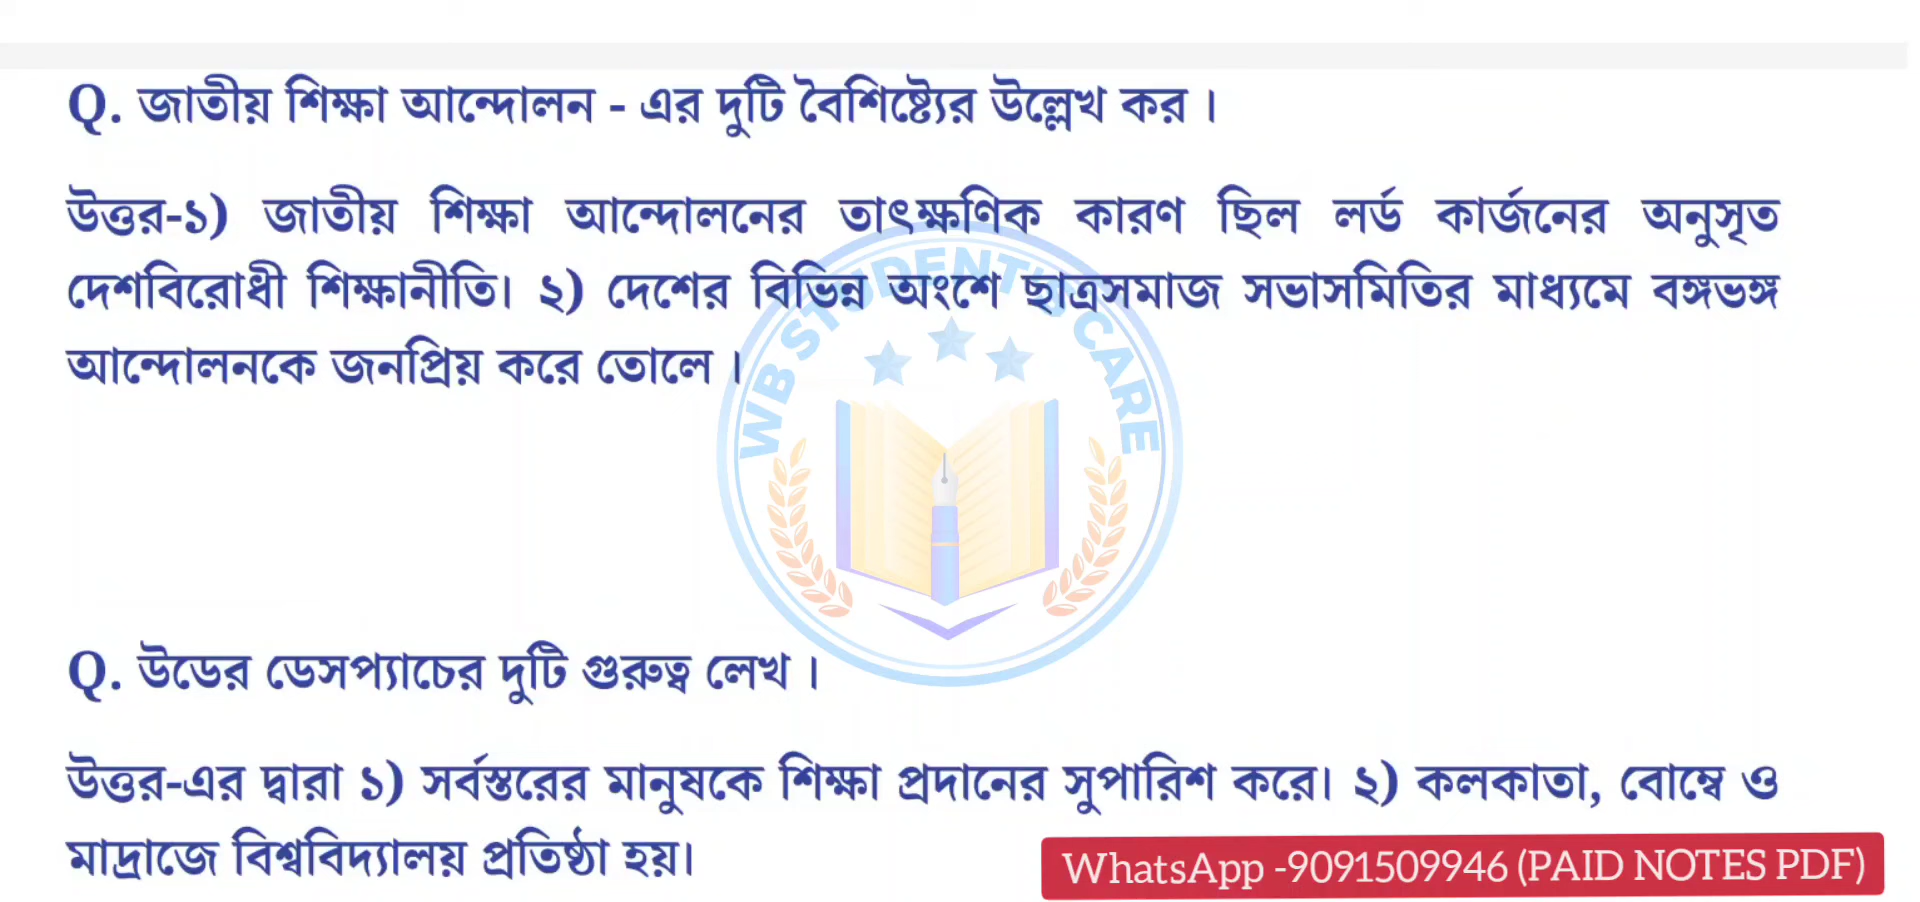 Q. জাতীয় শিক্ষা আন্দোলন - এর দুটি বৈশিষ্ট্যের উল্লেখ কর ।
উত্তর-১) জাতীয় শিক্ষা আন্দোলনের তাৎক্ষণিক কারণ ছিল লর্ড কার্জনের অনুসৃত
দেশবিরোধী শিক্ষানীতি। ২) দেশের বিভিন্ন অংশে ছাত্রসমাজ সভাসমিতির মাধ্যমে বঙ্গভঙ্গ
আন্দোলনকে জনপ্রিয় করে তোলে ।
WB STUDENT'S CARE
Q. উডের ডেসপ্যাচের দুটি গুরুত্ব লেখ ।
উত্তর-এর দ্বারা ১) সর্বস্তরের মানুষকে শিক্ষা প্রদানের সুপারিশ করে। ২) কলকাতা, বোম্বে ও
মাদ্রাজে বিশ্ববিদ্যালয় প্রতিষ্ঠা হয়।
WhatsApp -9091509946 (PAID NOTES PDF)